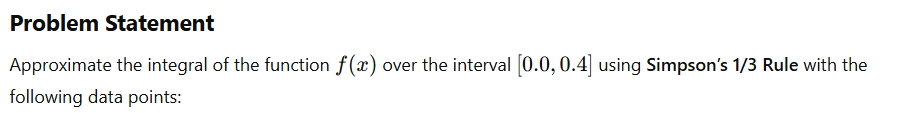 Problem Statement
Approximate the integral of the function f(x) over the interval [0.0, 0.4] using Simpson's 1/3 Rule with the
following data points: